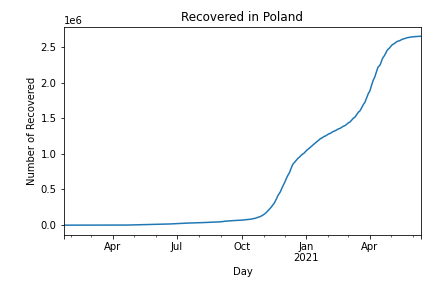 Recovered in Poland
1e6
2.5
2.0
1.5
1.0
0.5
0.0
Number of Recovered
Apr
Jul
Oct
Jan
2021
Apr
Day